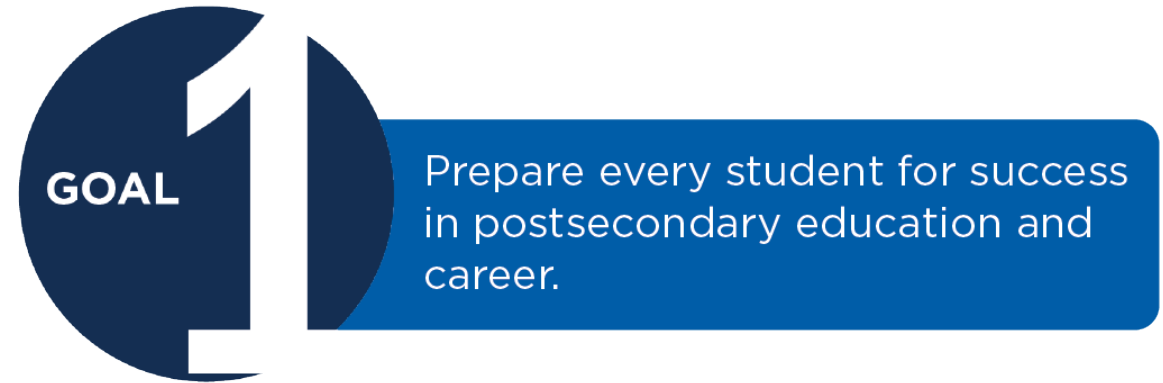 GOAL 1
Prepare every student for success
in postsecondary education and
career.